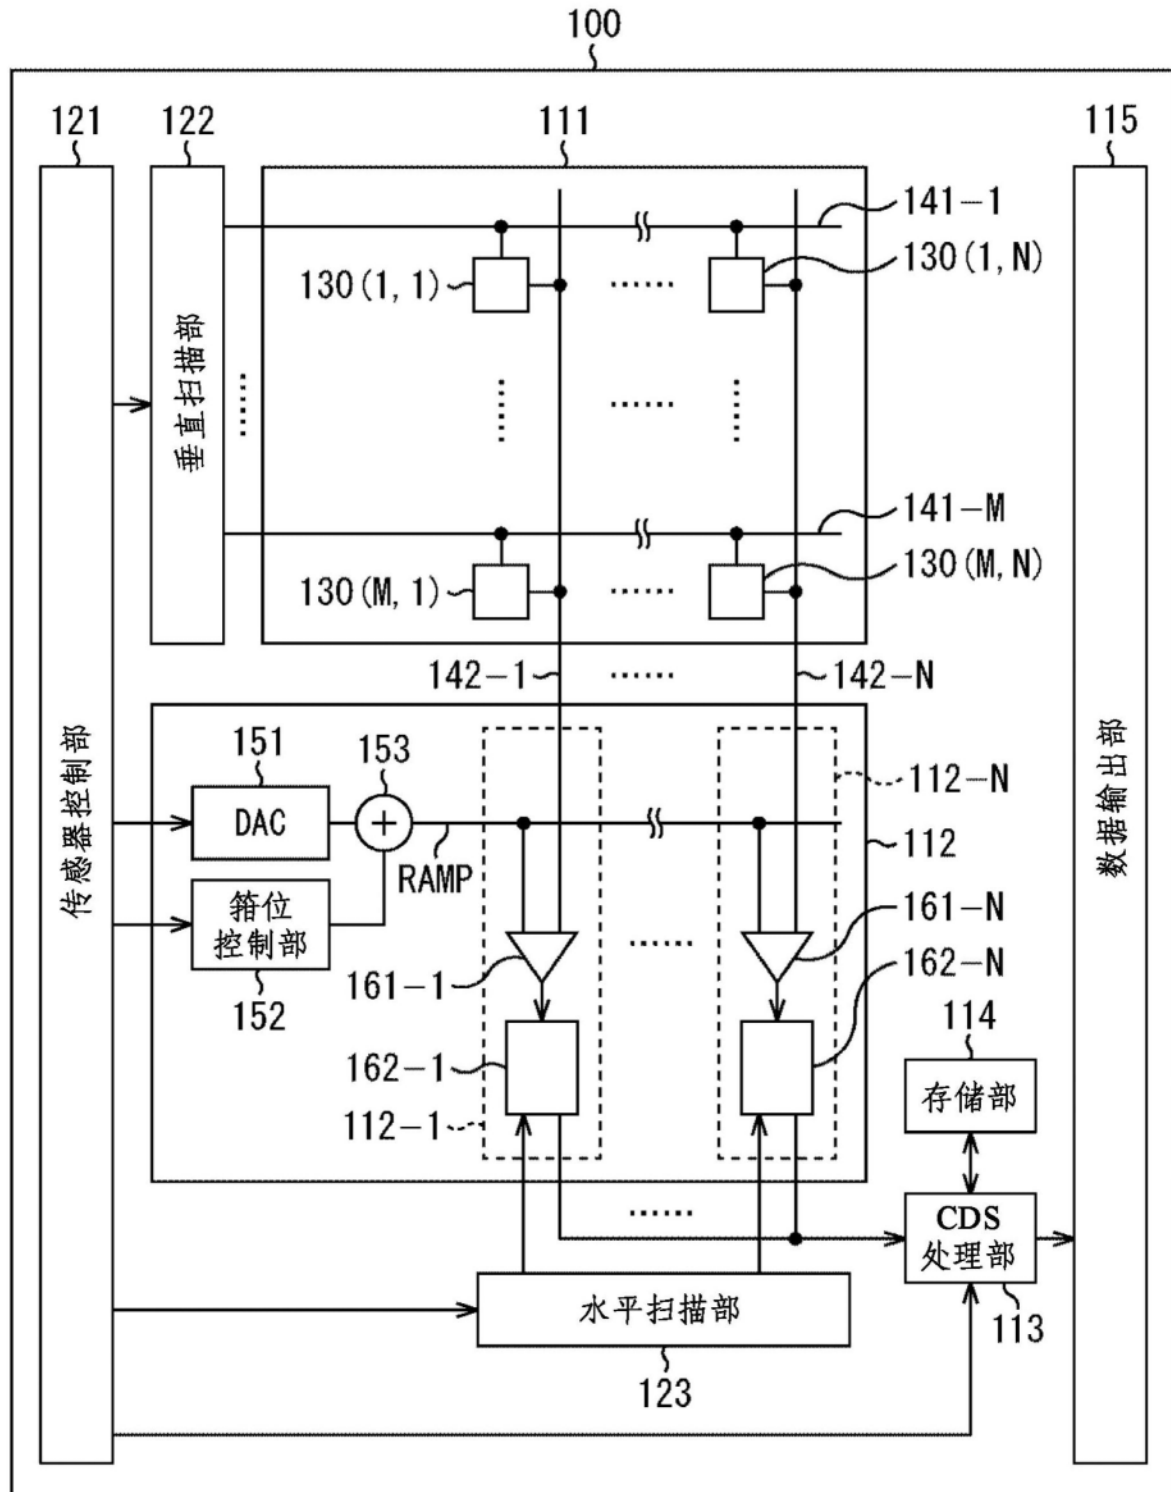 100
121
122
111
115
141-1
130(1,1)
130(1,N)
垂直扫描部
141-M
130(M,1)
130(M,N)
142-1
142-N
传感器控制部
数据输出部
151
153
112-N
DAC
RAMP
112
箝位
控制部
152
161-1
161-N
162-N
162-1
112-1
114
存储部
CDS
处理部
113
水平扫描部
123